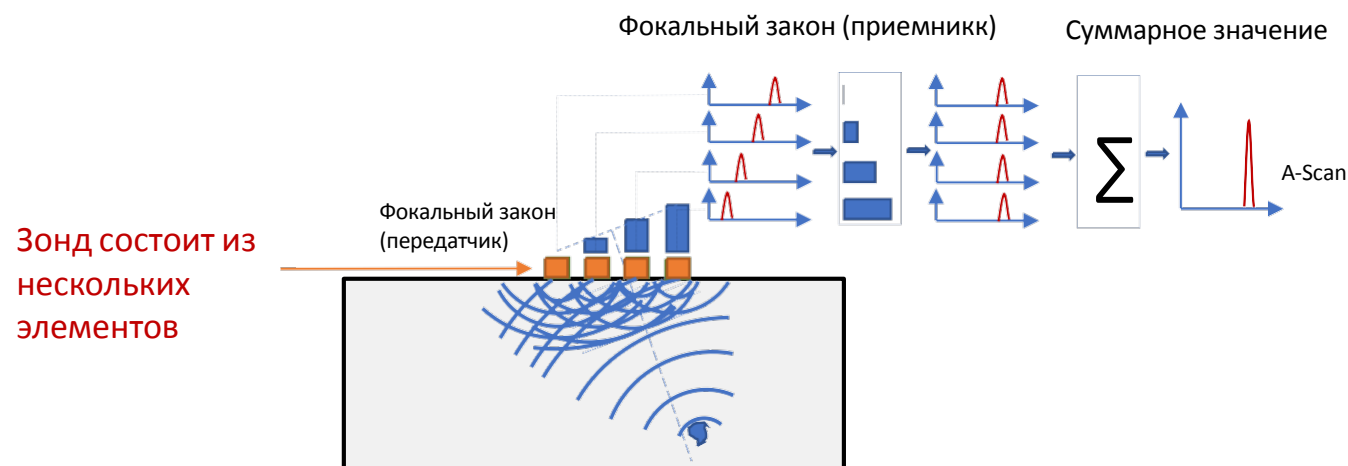 Фокальный закон (приемникк)
Суммарное значение
A-Scan
Фокальный закон
(передатчик)
Зонд состоит из
нескольких
элементов
∑